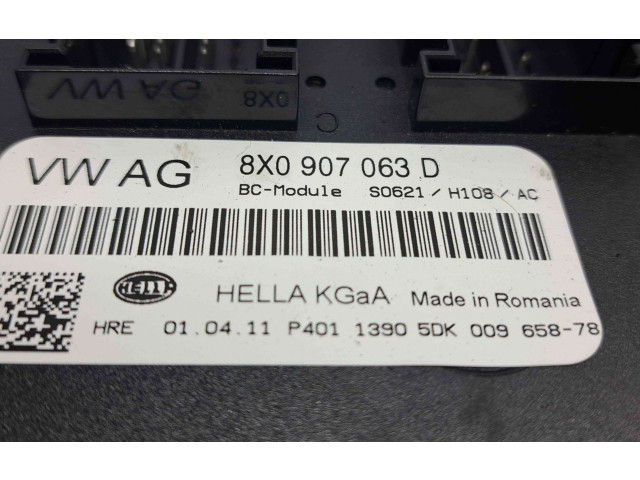 VW AG 8X0
C
VW AG 8X0 907 063 D
BC-Module S0621 / H108 / AC
HELLA HELLA KGaA Made in Romania
HRE 01.04.11 P401 1390 5DK 009 658-78